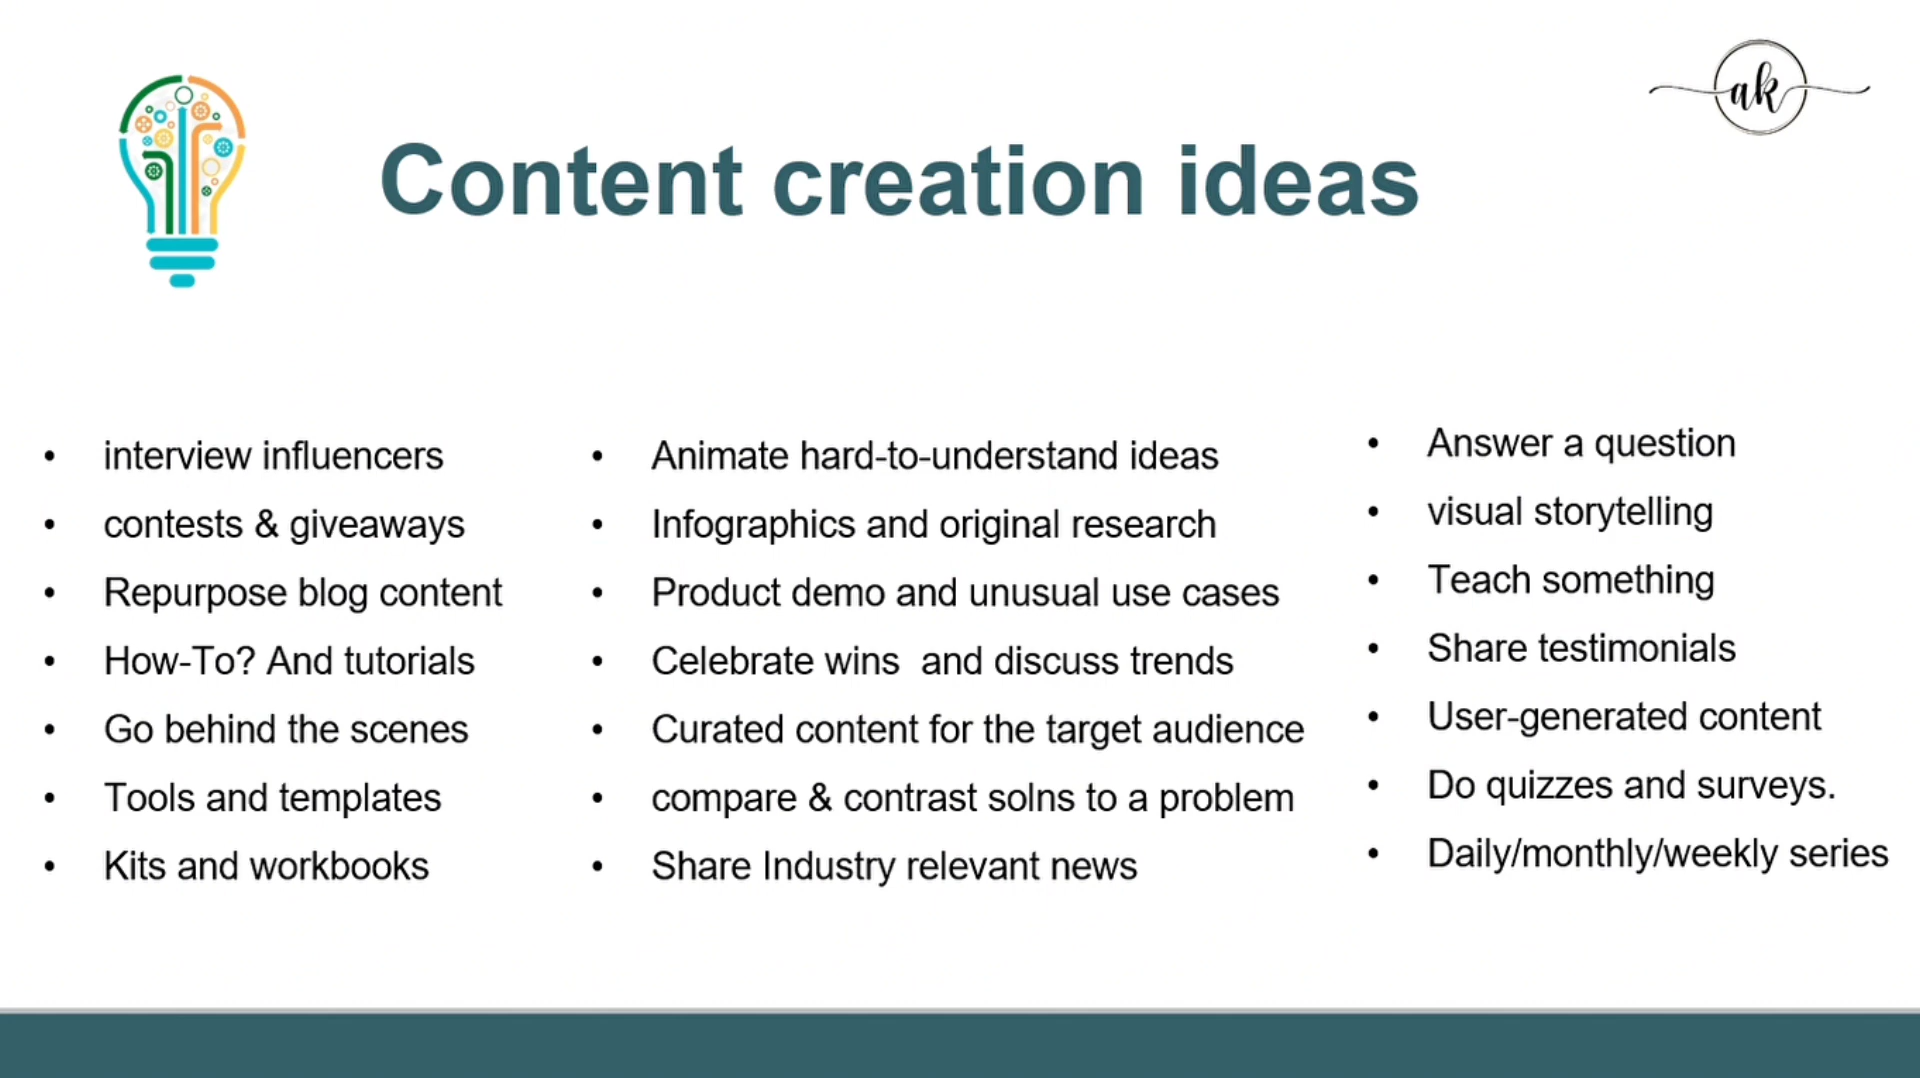 ak
Content creation ideas
• interview influencers
• contests & giveaways
• Repurpose blog content
• How-To? And tutorials
• Go behind the scenes
• Tools and templates
• Kits and workbooks
• Animate hard-to-understand ideas
• Infographics and original research
• Product demo and unusual use cases
• Celebrate wins  and discuss trends
• Curated content for the target audience
• compare & contrast solns to a problem
• Share Industry relevant news
• Answer a question
• visual storytelling
• Teach something
• Share testimonials
• User-generated content
• Do quizzes and surveys.
• Daily/monthly/weekly series